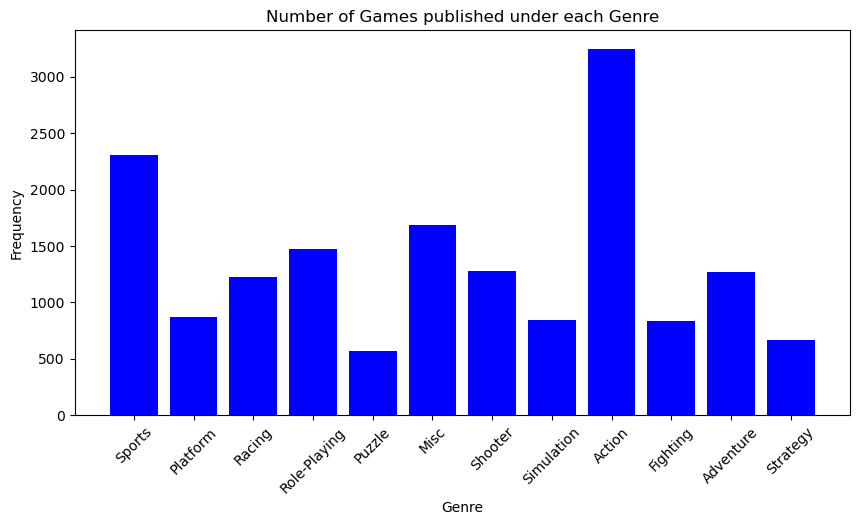 Number of Games published under each Genre
Frequency
3000
2500
2000
1500
1000
500
0
Sports
Platform
Racing
Role-Playing
Puzzle
Misc
Shooter
Simulation
Action
Fighting
Adventure
Strategy
Genre